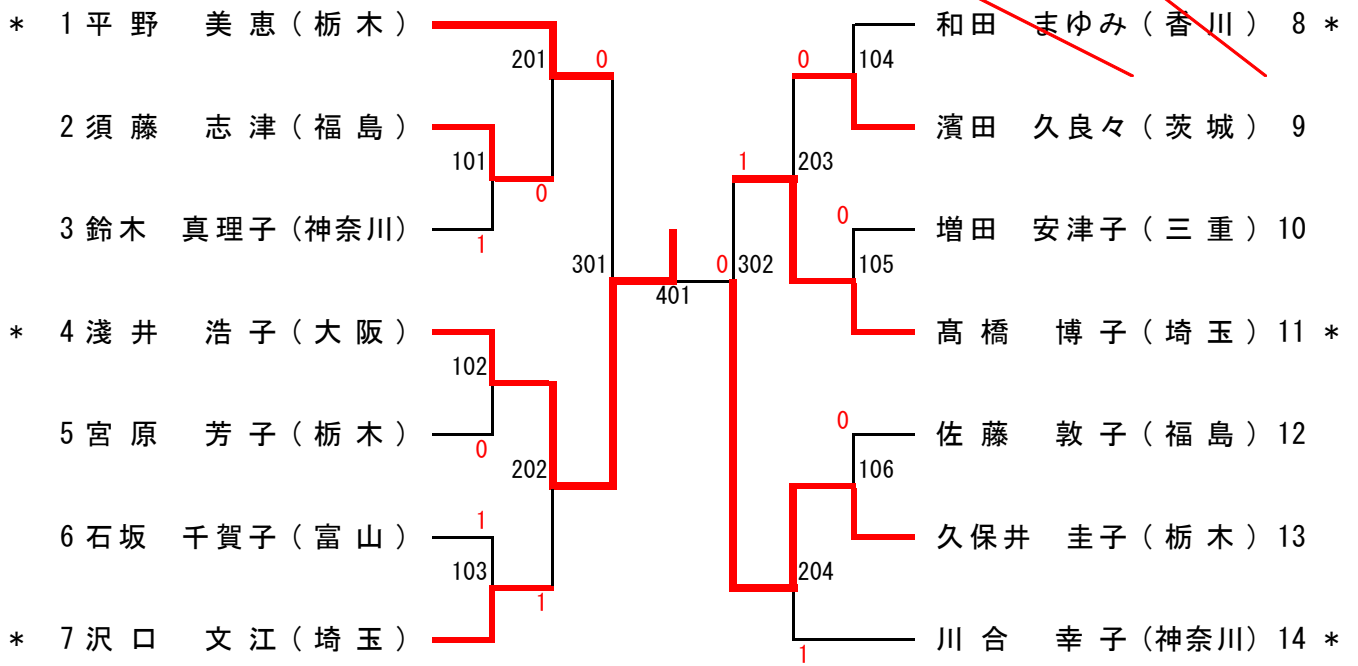 * 1 平野 美恵 (栃木)
201
0
2 須藤 志津 (福島)
101
0
3 鈴木 真理子 (神奈川)
1
301
401
* 4 淺井 浩子 (大阪)
102
5 宮原 芳子 (栃木)
0
202
6 石坂 千賀子 (富山)
1
103
1
* 7 沢口 文江 (埼玉)
和田 まゆみ (香川) 8 *
0
104
濱田 久良々 (茨城) 9
1
203
0
増田 安津子 (三重) 10
0
302
105
髙橋 博子 (埼玉) 11 *
0
佐藤 敦子 (福島) 12
106
久保井 圭子 (栃木) 13
204
川合 幸子 (神奈川) 14 *
1